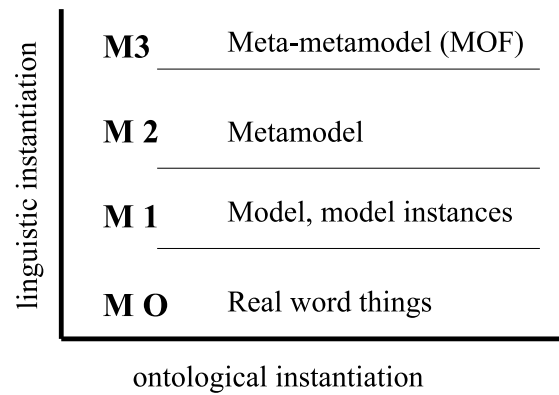 M3 Meta-metamodel (MOF)
M 2 Metamodel
M 1 Model, model instances
M O Real word things
linguistic instantiation
ontological instantiation